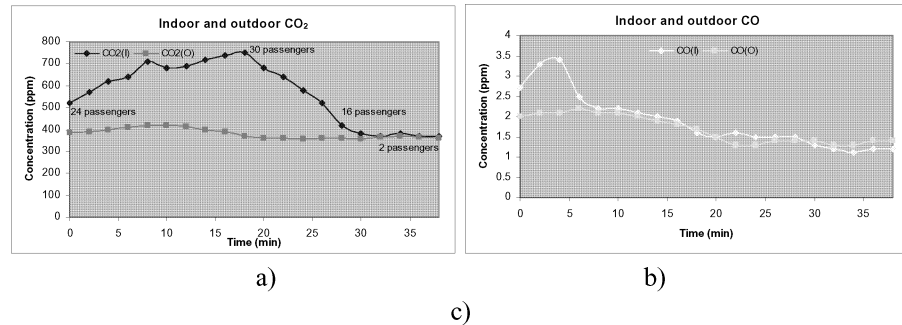 Indoor and outdoor CO₂
800
700
600
500
400
300
200
100
0
Concentration (ppm)
CO2(I) CO2(O)
30 passengers
24 passengers
16 passengers
2 passengers
0 5 10 15 20 25 30 35
Time (min)
a)
Indoor and outdoor CO
4
3.5
3
2.5
2
1.5
1
0.5
0
Concentration (ppm)
CO(I) CO(O)
0 5 10 15 20 25 30 35
Time (min)
b)
c)